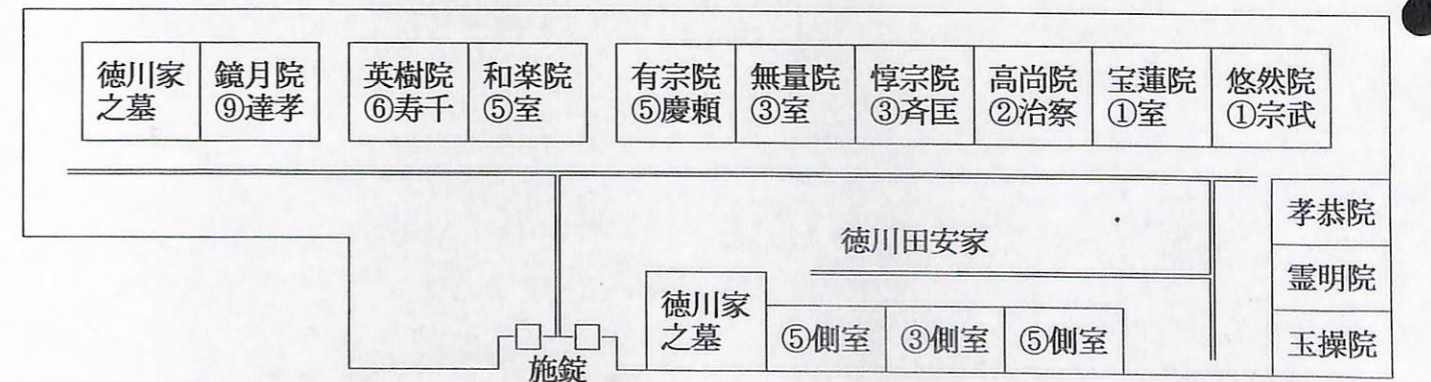 徳川家
之墓
鏡月院
⑨達孝
英樹院
⑥寿千
和楽院
⑤室
有宗院
⑤慶頼
無量院
③室
惇宗院
③斉匡
高尚院
②治察
宝蓮院
①室
悠然院
①宗武
孝恭院
霊明院
玉操院
徳川田安家
徳川家
之墓
⑤側室
③側室
⑤側室
施錠